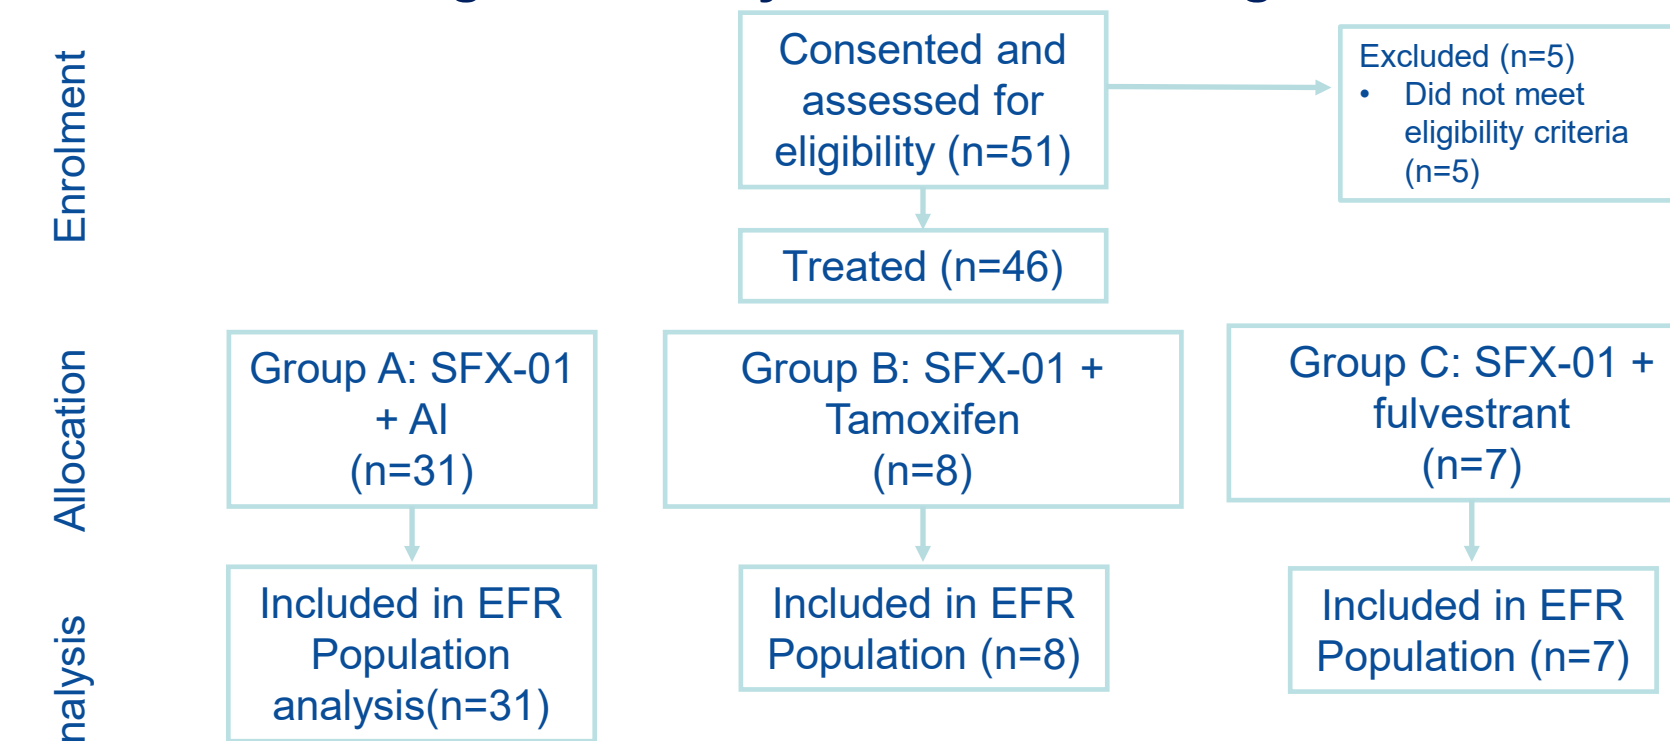 Enrolment
Consented and
assessed for
eligibility (n=51)
Excluded (n=5)
• Did not meet
eligibility criteria
(n=5)
Treated (n=46)
Allocation
Group A: SFX-01
+ AI
(n=31)
Group B: SFX-01 +
Tamoxifen
(n=8)
Group C: SFX-01 +
fulvestrant
(n=7)
nalysis
Included in EFR
Population
analysis(n=31)
Included in EFR
Population (n=8)
Included in EFR
Population (n=7)